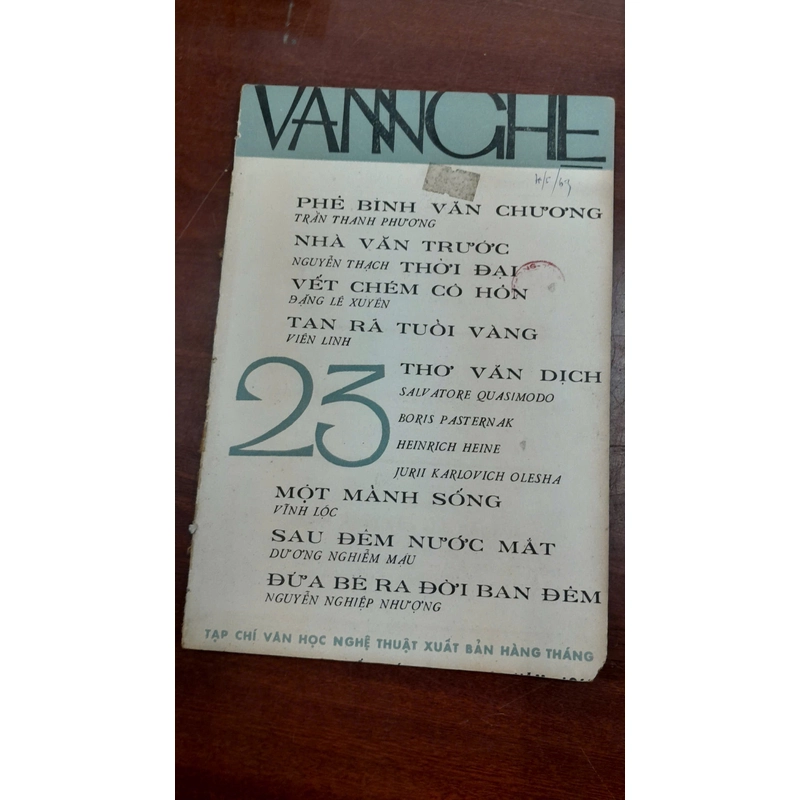 VANNGHE
PHÊ BÌNH VĂN CHƯƠNG
TRẦN THANH PHƯƠNG
NHÀ VĂN TRƯỚC
NGUYỄN THẠCH THỜI ĐẠI
VẾT CHÉM CÔ HỒN
ĐẶNG LÊ XUYÊN
TAN RÃ TUỔI VÀNG
VIÊN LINH
23
THƠ VĂN DỊCH
SALVATORE QUASIMODO
BORIS PASTERNAK
HEINRICH HEINE
JURII KARLOVICH OLESHA
MỘT MẢNH SỐNG
VĨNH LỘC
SAU ĐÊM NƯỚC MẮT
DƯƠNG NGHIỄM MẬU
ĐỨA BÉ RA ĐỜI BAN ĐÊM
NGUYỄN NGHIỆP NHƯỢNG
TẠP CHÍ VĂN HỌC NGHỆ THUẬT XUẤT BẢN HÀNG THÁNG